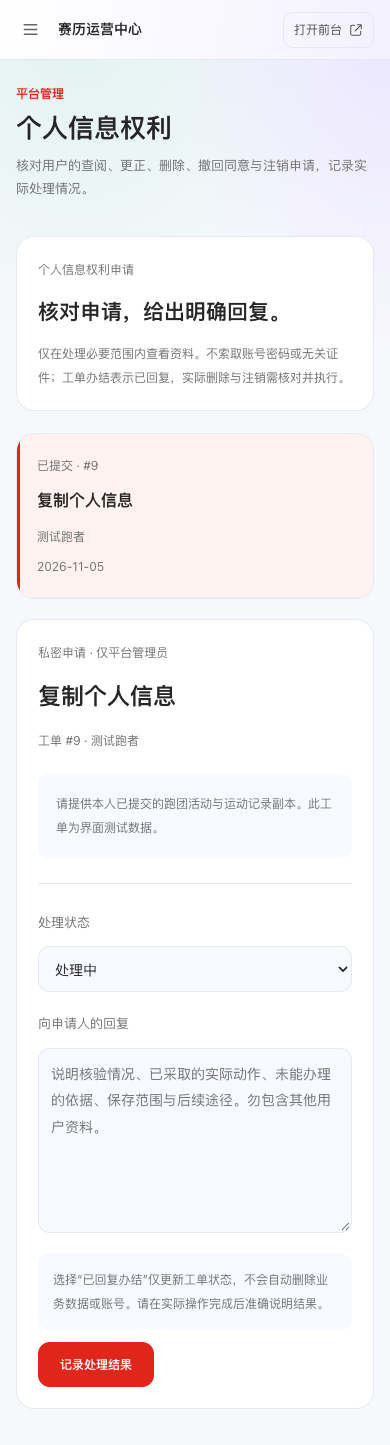 赛历运营中心
打开前台
平台管理
个人信息权利
核对用户的查阅、更正、删除、撤回同意与注销申请，记录实
际处理情况。
个人信息权利申请
核对申请，给出明确回复。
仅在处理必要范围内查看资料。不索取账号密码或无关证
件；工单办结表示已回复，实际删除与注销需核对并执行。
已提交 · #9
复制个人信息
测试跑者
2026-11-05
私密申请 · 仅平台管理员
复制个人信息
工单 #9 · 测试跑者
请提供本人已提交的跑团活动与运动记录副本。此工
单为界面测试数据。
处理状态
处理中
向申请人的回复
说明核验情况、已采取的实际动作、未能办理
的依据、保存范围与后续途径。勿包含其他用
户资料。
选择“已回复办结”仅更新工单状态，不会自动删除业
务数据或账号。请在实际操作完成后准确说明结果。
记录处理结果